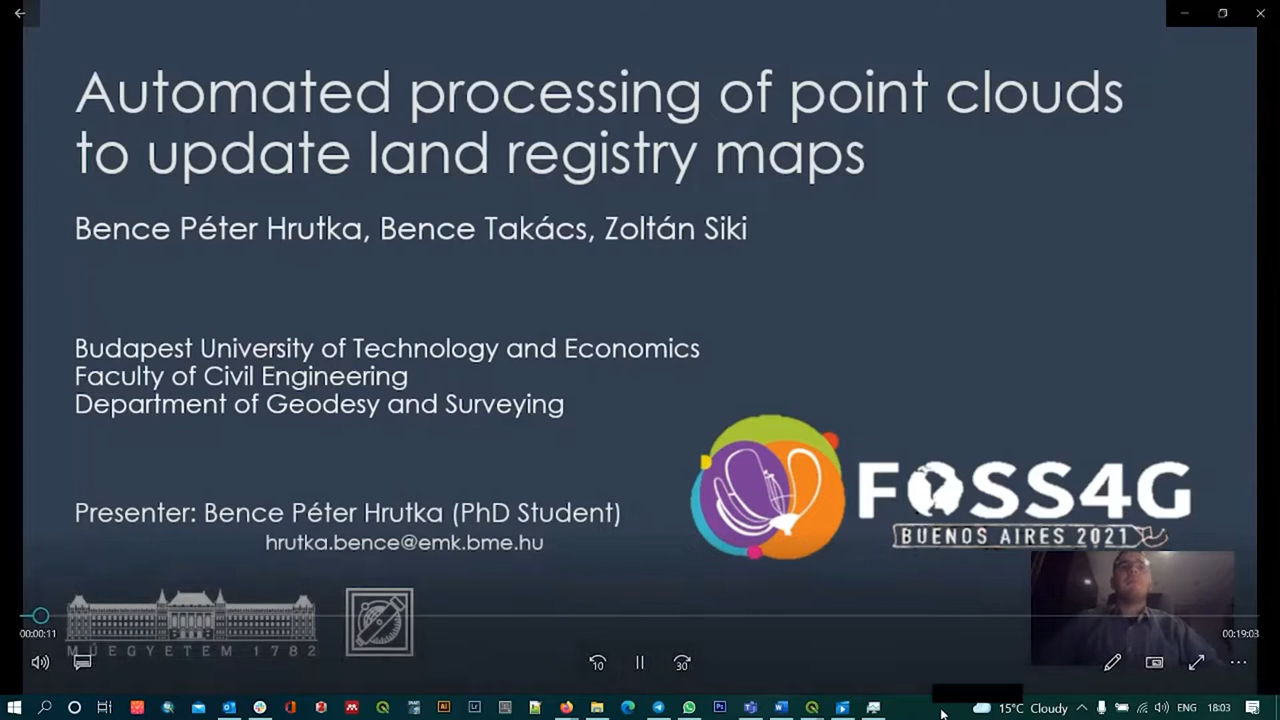 Automated processing of point clouds
to update land registry maps
Bence Péter Hrutka, Bence Takács, Zoltán Siki
Budapest University of Technology and Economics
Faculty of Civil Engineering
Department of Geodesy and Surveying
Presenter: Bence Péter Hrutka (PhD Student)
hrutka.bence@emk.bme.hu
FOSS4G
BUENOS AIRES 2021
00:00:11
00:19:03
MŰEGYETEM 1782
10
30
15°C Cloudy
ENG
18:03